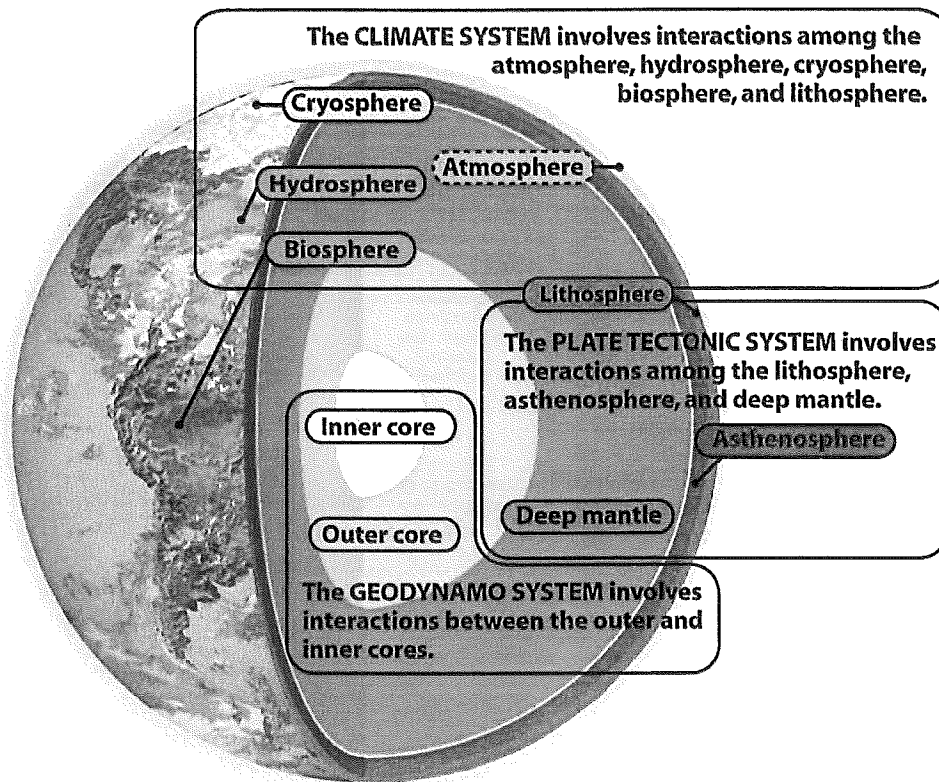 The CLIMATE SYSTEM involves interactions among the
atmosphere, hydrosphere, cryosphere,
biosphere, and lithosphere.
Cryosphere
Atmosphere
Hydrosphere
Biosphere
Lithosphere
The PLATE TECTONIC SYSTEM involves
interactions among the lithosphere,
asthenosphere, and deep mantle.
Inner core
Asthenosphere
Deep mantle
Outer core
The GEODYNAMO SYSTEM involves
interactions between the outer and
inner cores.